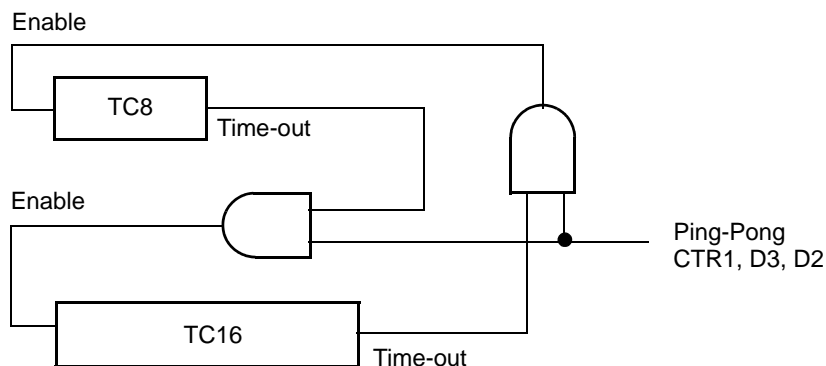 Enable
TC8
Time-out
Enable
Ping-Pong
CTR1, D3, D2
TC16
Time-out